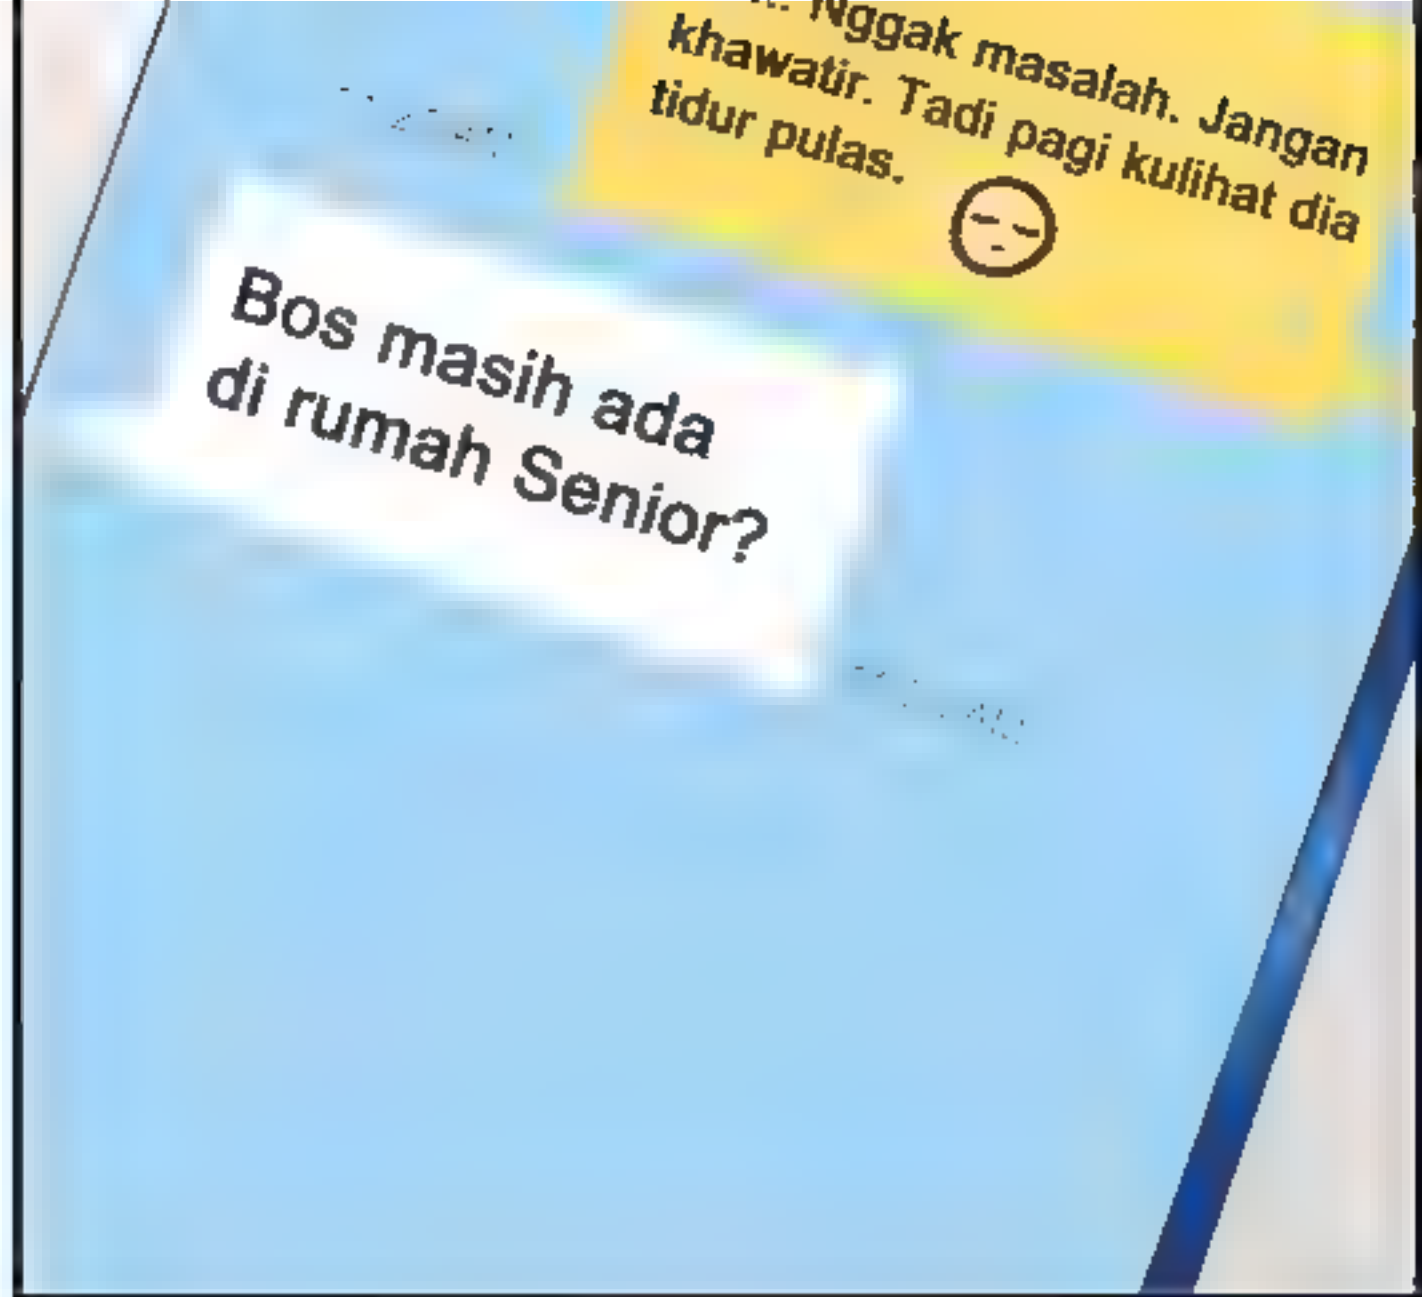 Nggak masalah. Jangan
khawatir. Tadi pagi kulihat dia
tidur pulas.
Bos masih ada
di rumah Senior?